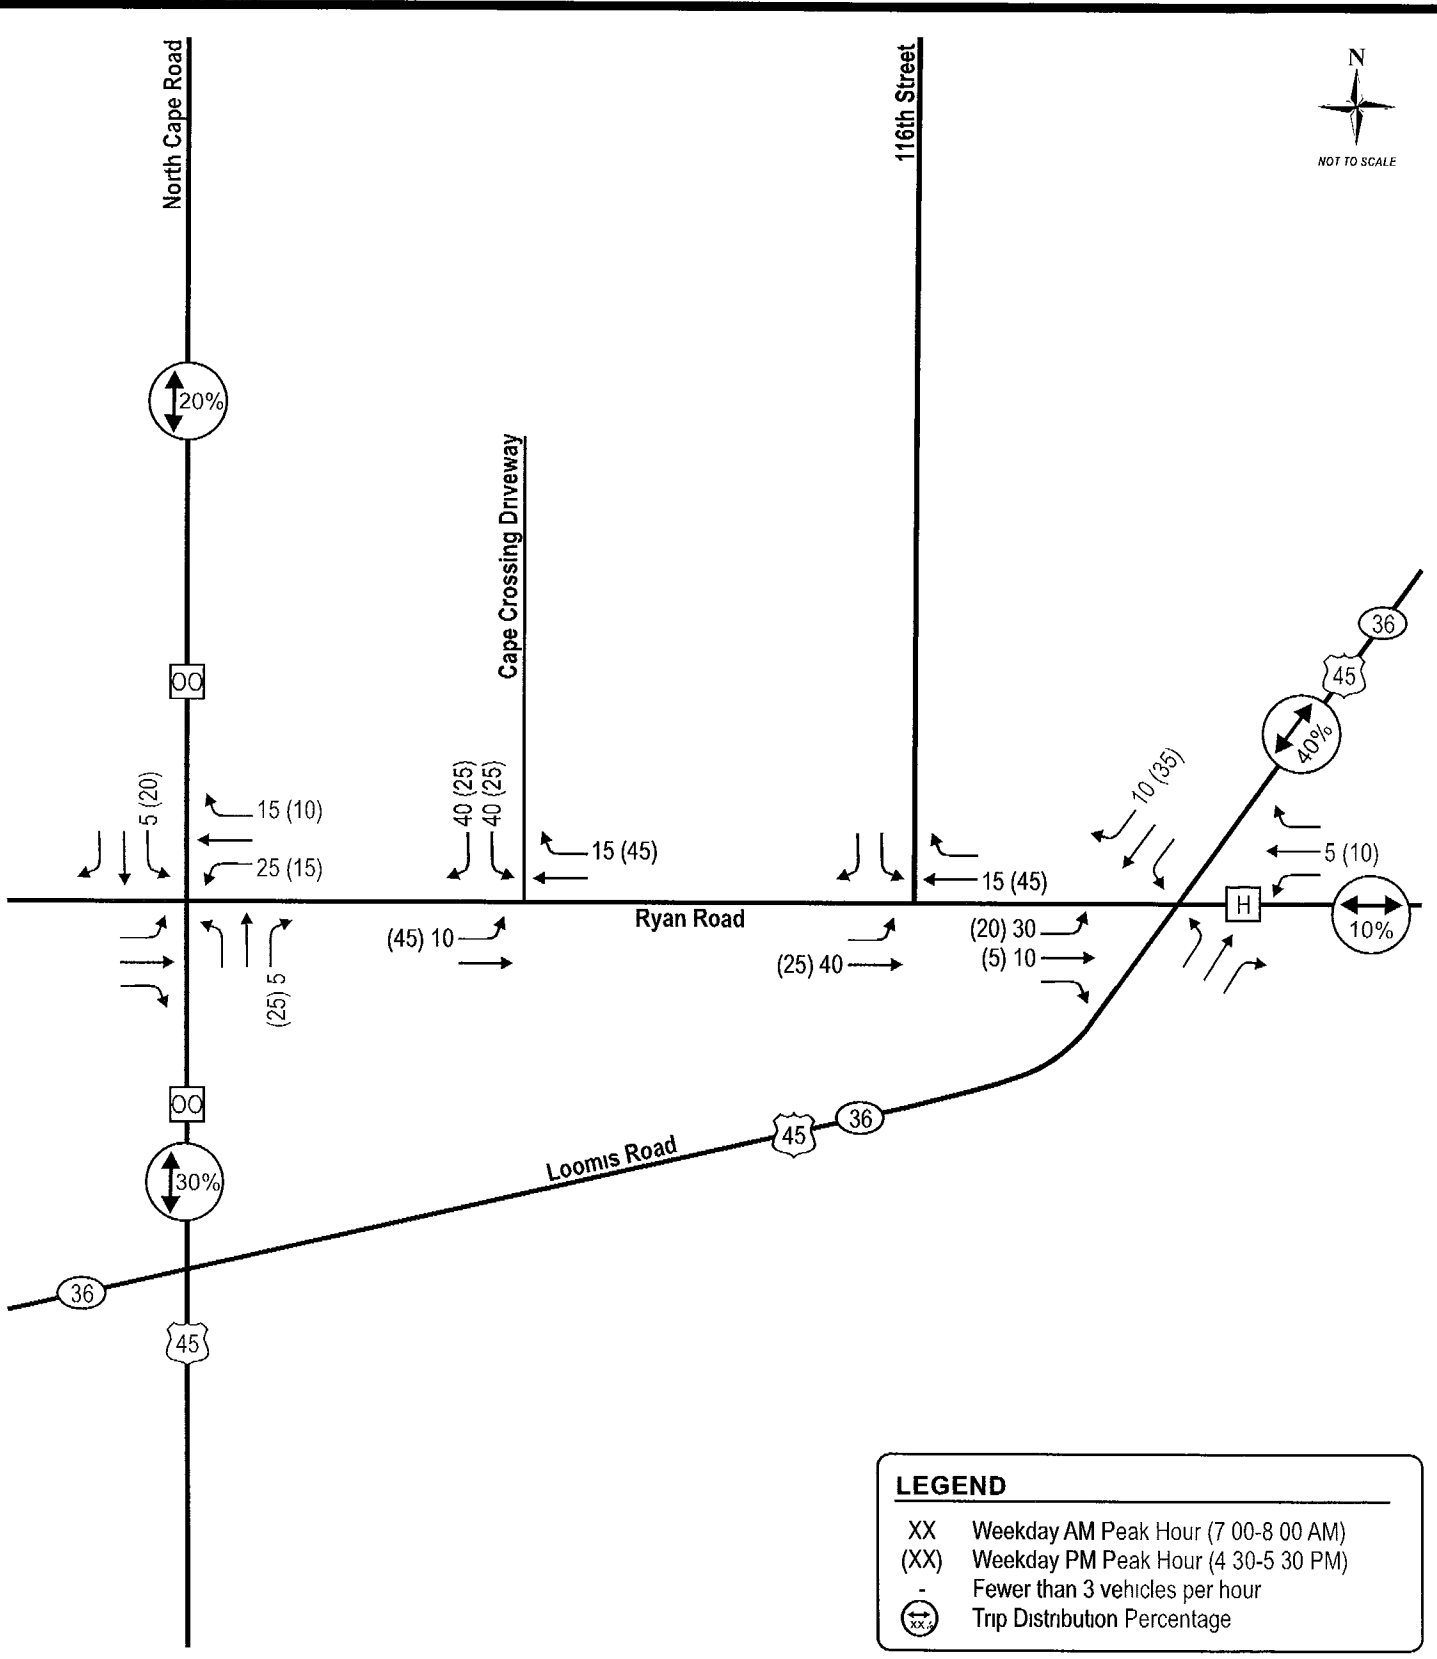 North Cape Road
116th Street
N
NOT TO SCALE
20%
Cape Crossing Driveway
36
45
40%
OO
5 (20)
15 (10)
25 (15)
40 (25)
40 (25)
15 (45)
15 (45)
10 (35)
5 (10)
H
10%
Ryan Road
(45) 10
(25) 5
(25) 40
(20) 30
(5) 10
OO
30%
Loomis Road
45
36
36
45
LEGEND
XX Weekday AM Peak Hour (7 00-8 00 AM)
(XX) Weekday PM Peak Hour (4 30-5 30 PM)
- Fewer than 3 vehicles per hour
XX% Trip Distribution Percentage